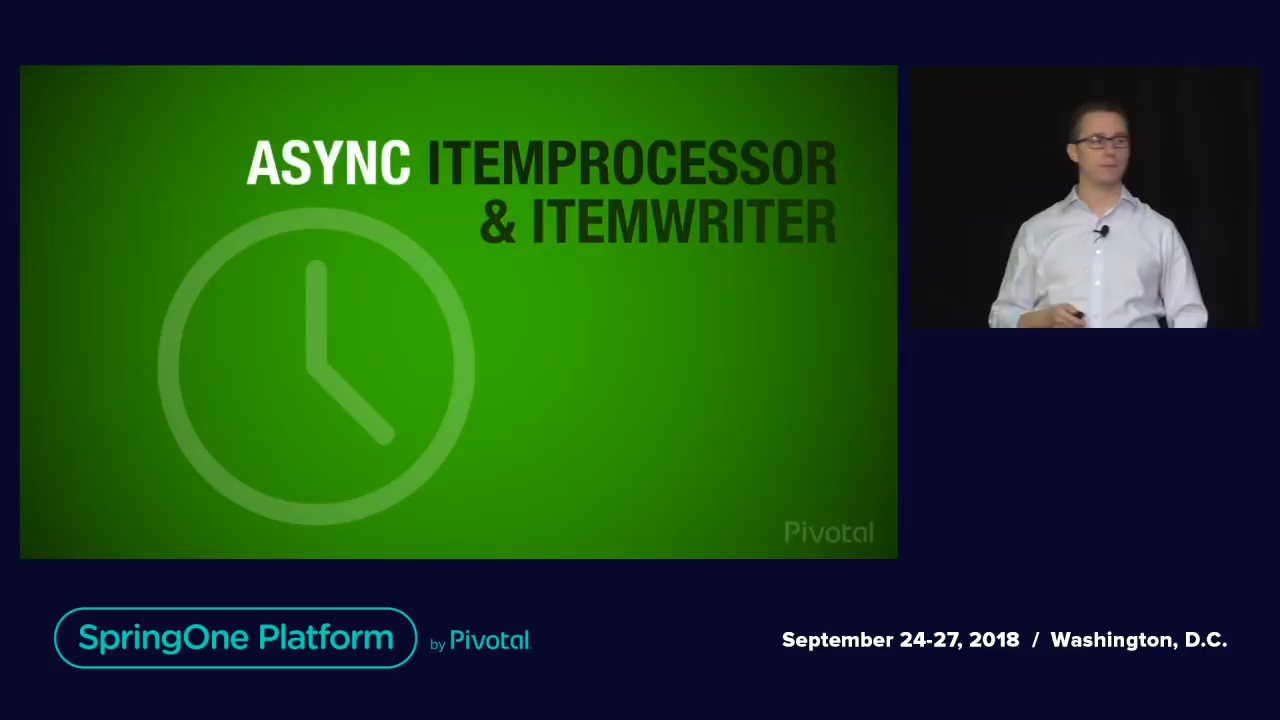 ASYNC ITEMPROCESSOR
& ITEMWRITER
Pivotal
SpringOne Platform
by Pivotal
September 24-27, 2018 / Washington, D.C.